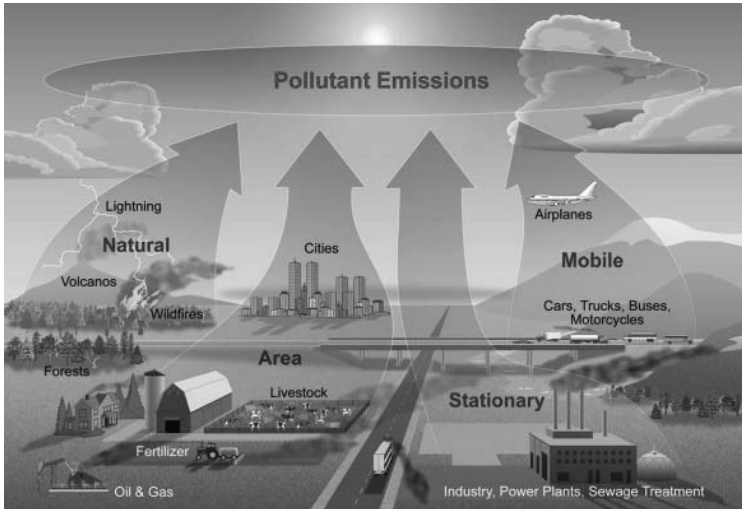 Pollutant Emissions
Lightning
Natural
Volcanos
Wildfires
Forests
Cities
Area
Livestock
Fertilizer
Oil & Gas
Airplanes
Mobile
Cars, Trucks, Buses,
Motorcycles
Stationary
Industry, Power Plants, Sewage Treatment